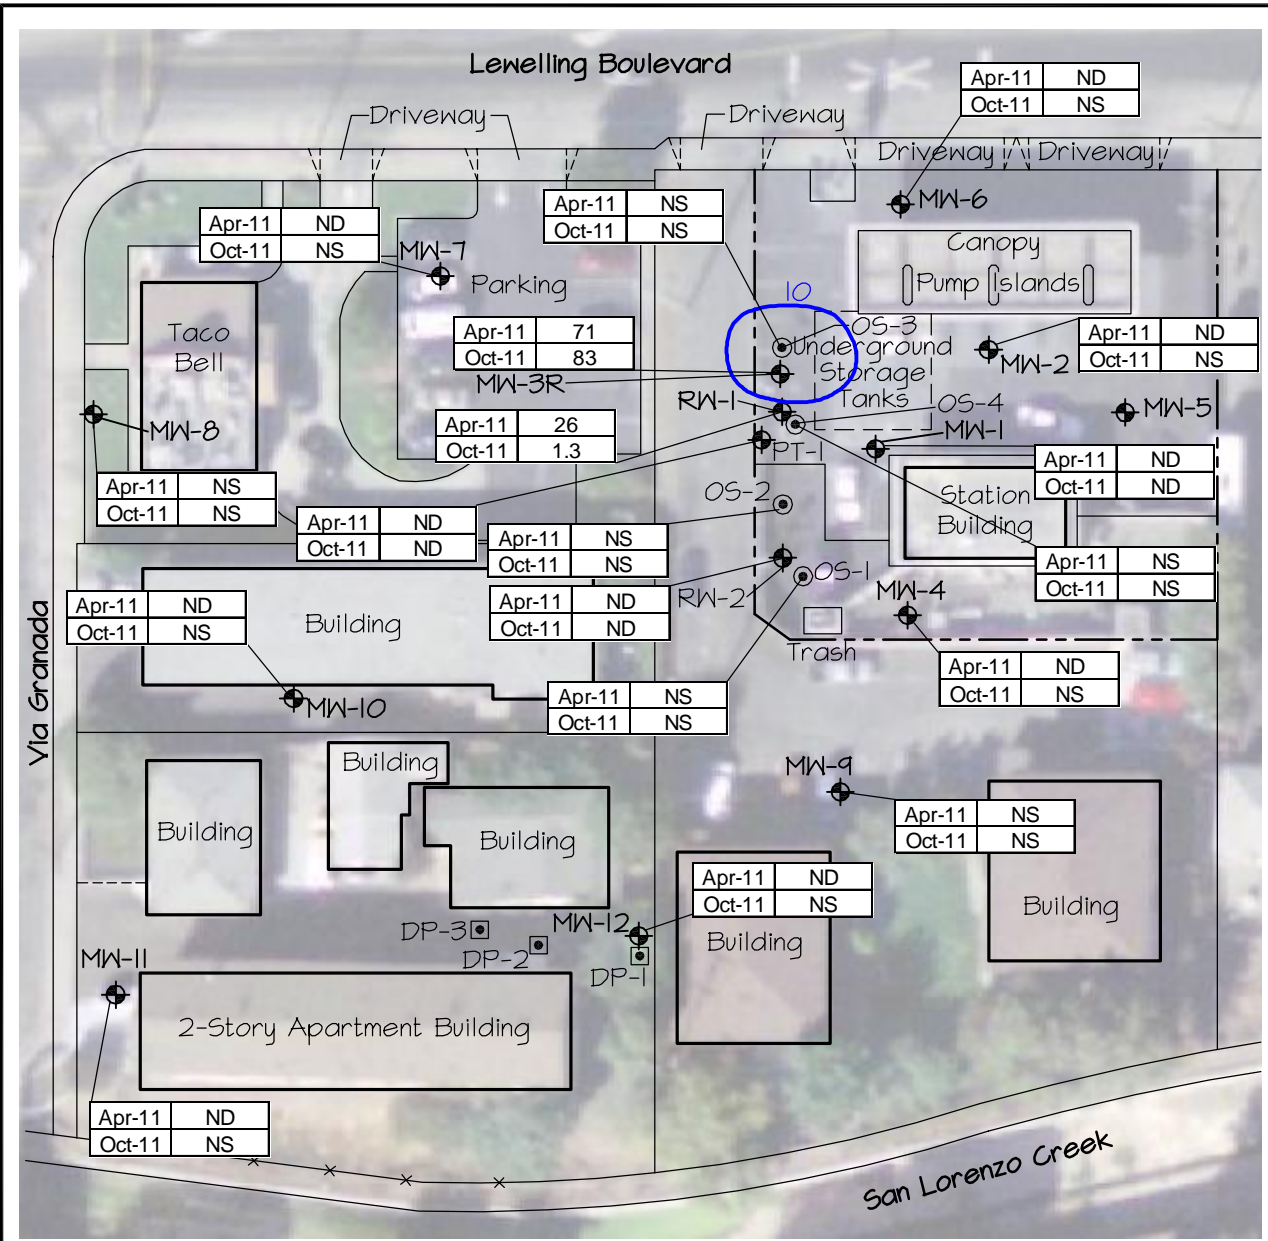 Lewelling Boulevard
Apr-11 ND
Oct-11 NS
Driveway
Driveway
Driveway
Driveway
Apr-11 NS
Oct-11 NS
MW-6
Apr-11 ND
Oct-11 NS
MW-7
Canopy
Parking
Pump Islands
10
Taco
Bell
Apr-11 71
Oct-11 83
OS-3
Underground
Storage
Tanks
Apr-11 ND
Oct-11 NS
MW-2
MW-3R
RW-1
OS-4
MW-5
MW-8
Apr-11 26
Oct-11 1.3
MW-1
PT-1
Apr-11 ND
Oct-11 ND
Apr-11 NS
Oct-11 NS
OS-2
Station
Building
Apr-11 ND
Oct-11 ND
Apr-11 NS
Oct-11 NS
Apr-11 NS
Oct-11 NS
OS-1
Apr-11 ND
Oct-11 NS
Building
Apr-11 ND
Oct-11 ND
RW-2
MW-4
Trash
Apr-11 ND
Oct-11 NS
Via Granada
MW-10
Apr-11 NS
Oct-11 NS
Building
MW-9
Building
Building
Apr-11 NS
Oct-11 NS
Apr-11 ND
Oct-11 NS
Building
DP-3
MW-12
Building
DP-2
DP-1
MW-11
2-Story Apartment Building
Apr-11 ND
Oct-11 NS
San Lorenzo Creek